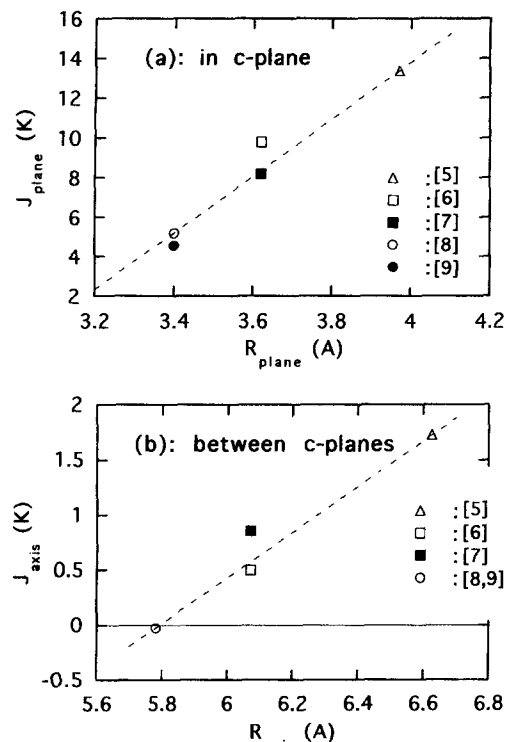 16
14
12
10
8
6
4
2
J plane (K)
(a): in c-plane
:[5]
:[6]
:[7]
:[8]
:[9]
3.2 3.4 3.6 3.8 4 4.2
R plane (A)
2
1.5
1
0.5
0
-0.5
J axis (K)
(b): between c-planes
:[5]
:[6]
:[7]
:[8,9]
5.6 5.8 6 6.2 6.4 6.6 6.8
R (A)